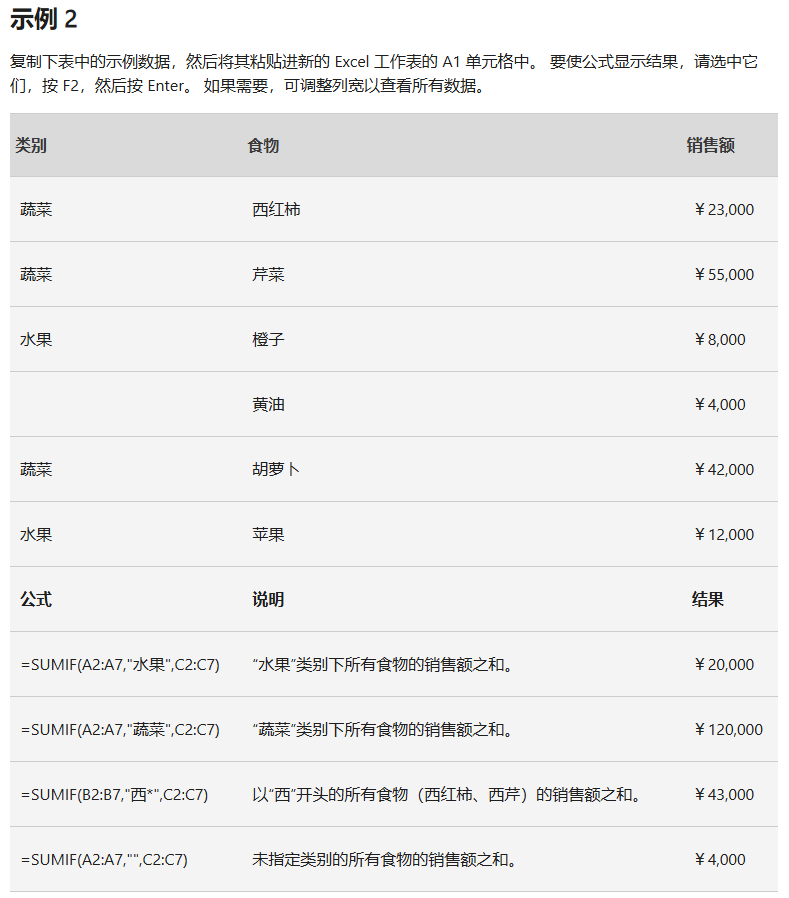 示例 2
复制下表中的示例数据，然后将其粘贴进新的 Excel 工作表的 A1 单元格中。 要使公式显示结果，请选中它
们，按 F2，然后按 Enter。 如果需要，可调整列宽以查看所有数据。
类别 食物 销售额
蔬菜 西红柿 ￥23,000
蔬菜 芹菜 ￥55,000
水果 橙子 ￥8,000
黄油 ￥4,000
蔬菜 胡萝卜 ￥42,000
水果 苹果 ￥12,000
公式 说明 结果
=SUMIF(A2:A7,"水果",C2:C7) “水果”类别下所有食物的销售额之和。 ￥20,000
=SUMIF(A2:A7,"蔬菜",C2:C7) “蔬菜”类别下所有食物的销售额之和。 ￥120,000
=SUMIF(B2:B7,"西*",C2:C7) 以“西”开头的所有食物（西红柿、西芹）的销售额之和。 ￥43,000
=SUMIF(A2:A7,"",C2:C7) 未指定类别的所有食物的销售额之和。 ￥4,000